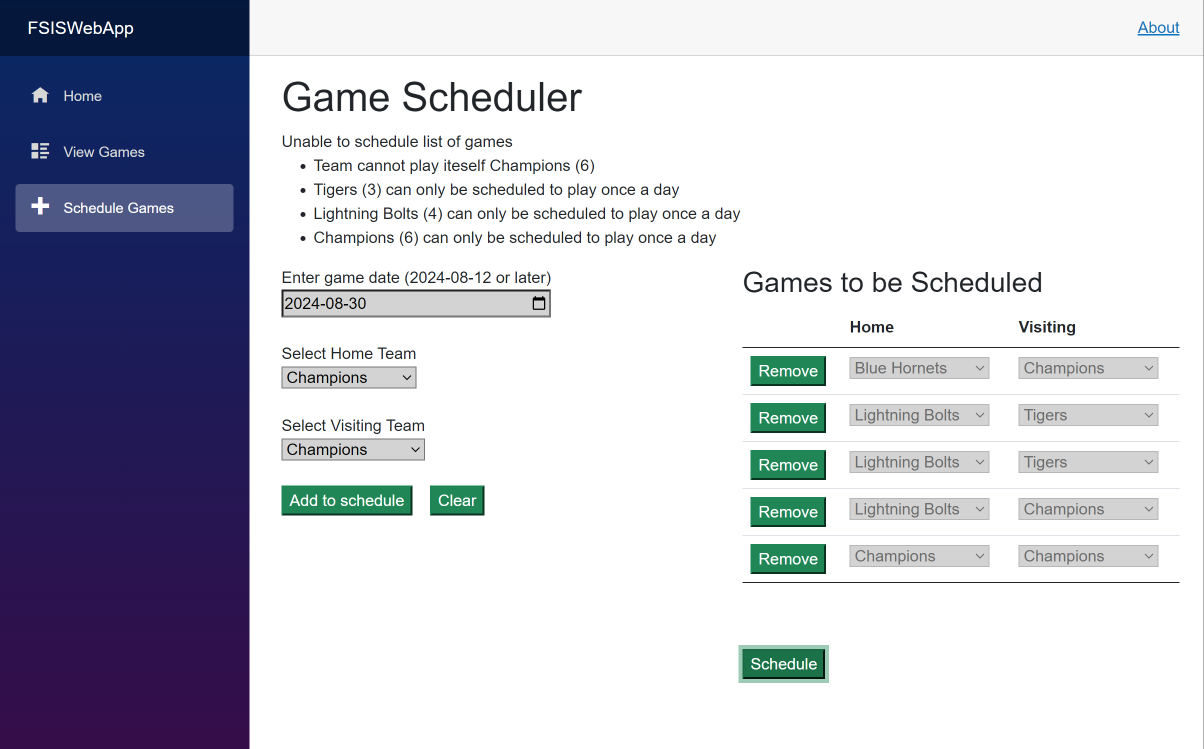 FSISWebApp
About
Home
View Games
Schedule Games
Game Scheduler
Unable to schedule list of games
• Team cannot play iteself Champions (6)
• Tigers (3) can only be scheduled to play once a day
• Lightning Bolts (4) can only be scheduled to play once a day
• Champions (6) can only be scheduled to play once a day
Enter game date (2024-08-12 or later)
2024-08-30
Select Home Team
Champions
Select Visiting Team
Champions
Add to schedule Clear
Games to be Scheduled
Home Visiting
Remove Blue Hornets Champions
Remove Lightning Bolts Tigers
Remove Lightning Bolts Tigers
Remove Lightning Bolts Champions
Remove Champions Champions
Schedule